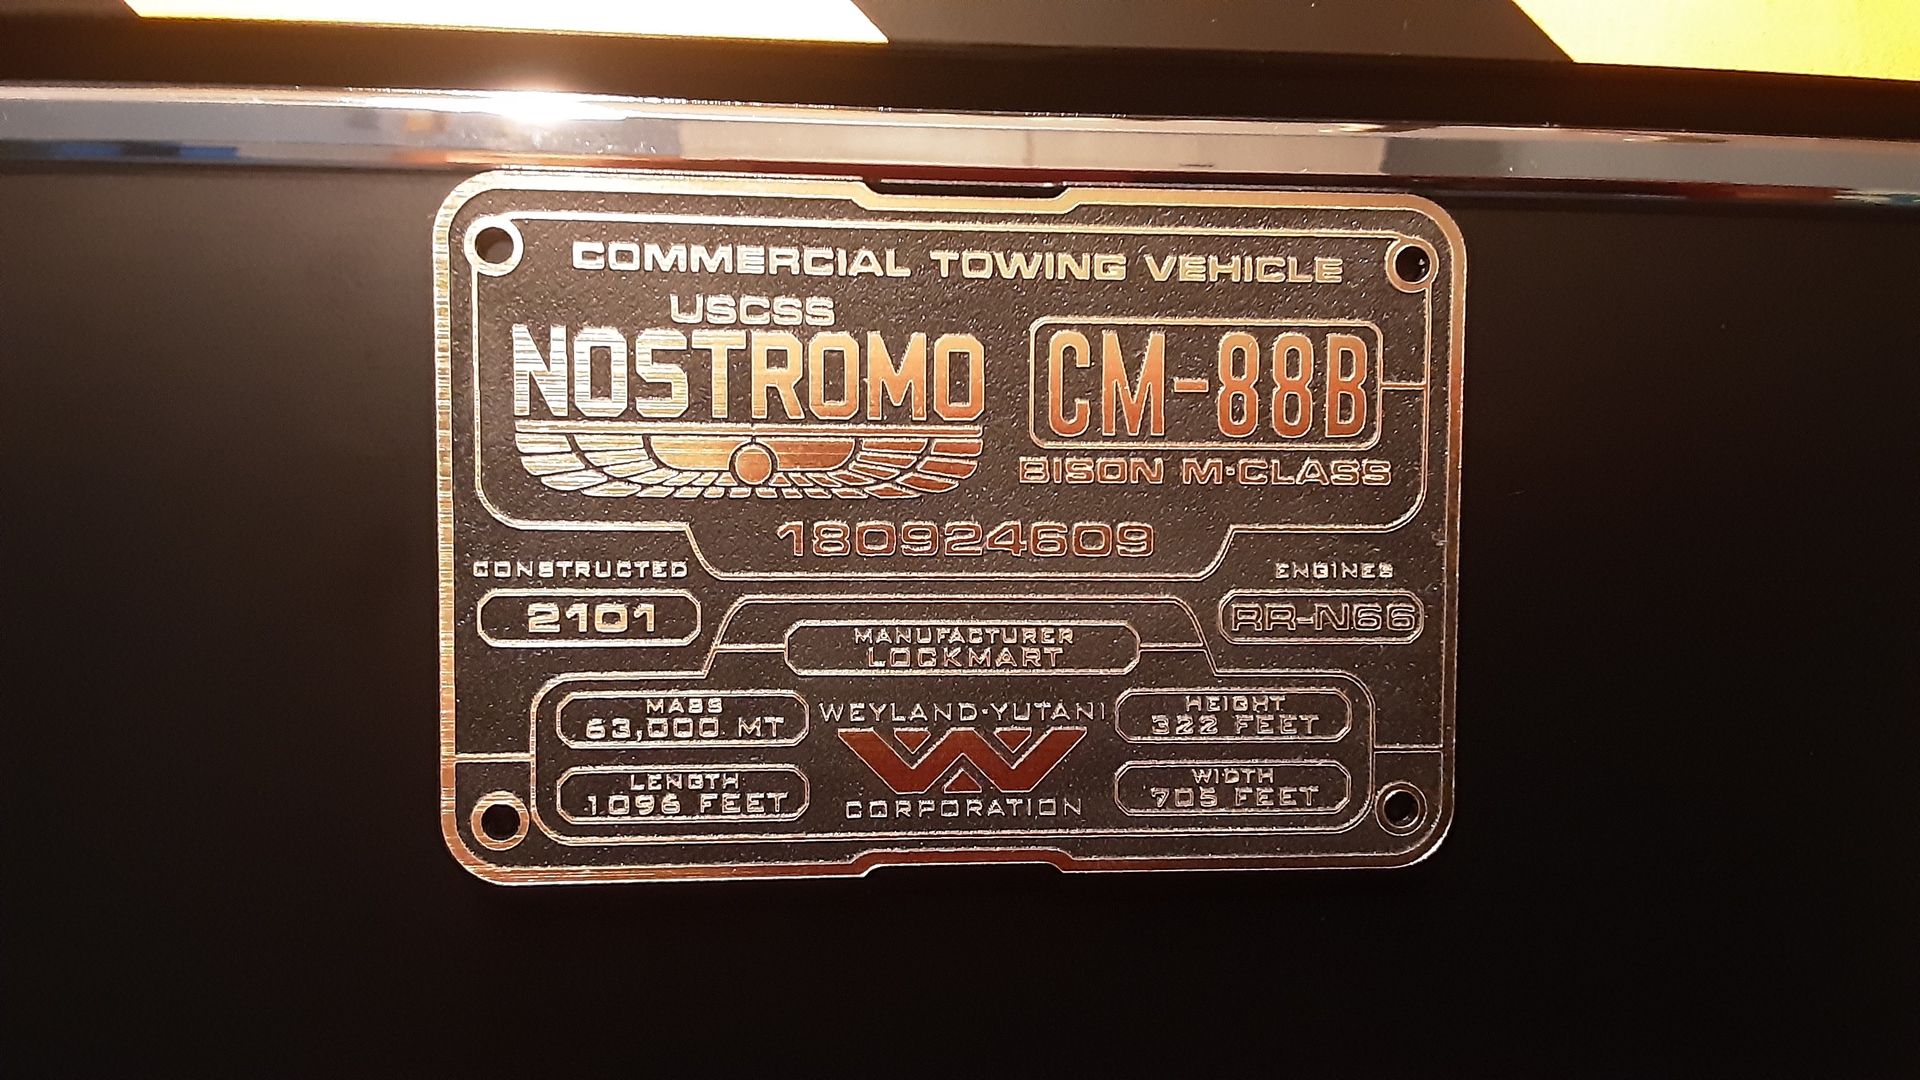 COMMERCIAL TOWING VEHICLE
USCSS
NOSTROMO
CM-88B
BISON M-CLASS
180924609
CONSTRUCTED
2101
ENGINES
RR-N66
MANUFACTURER
LOCKMART
MASS
63,000 MT
LENGTH
1096 FEET
WEYLAND-YUTANI
CORPORATION
HEIGHT
322 FEET
WIDTH
705 FEET